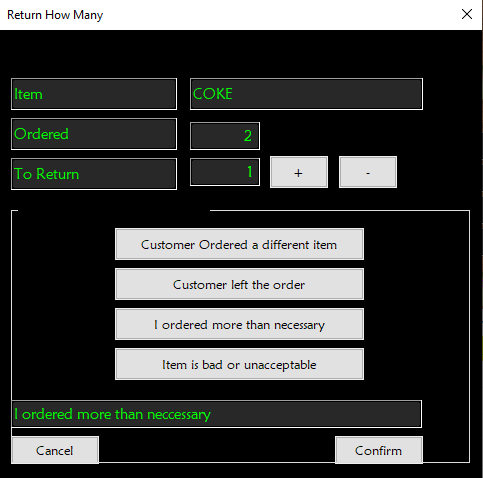 Return How Many
Item COKE
Ordered 2
To Return 1 + -
Customer Ordered a different item
Customer left the order
I ordered more than necessary
Item is bad or unacceptable
I ordered more than neccessary
Cancel Confirm